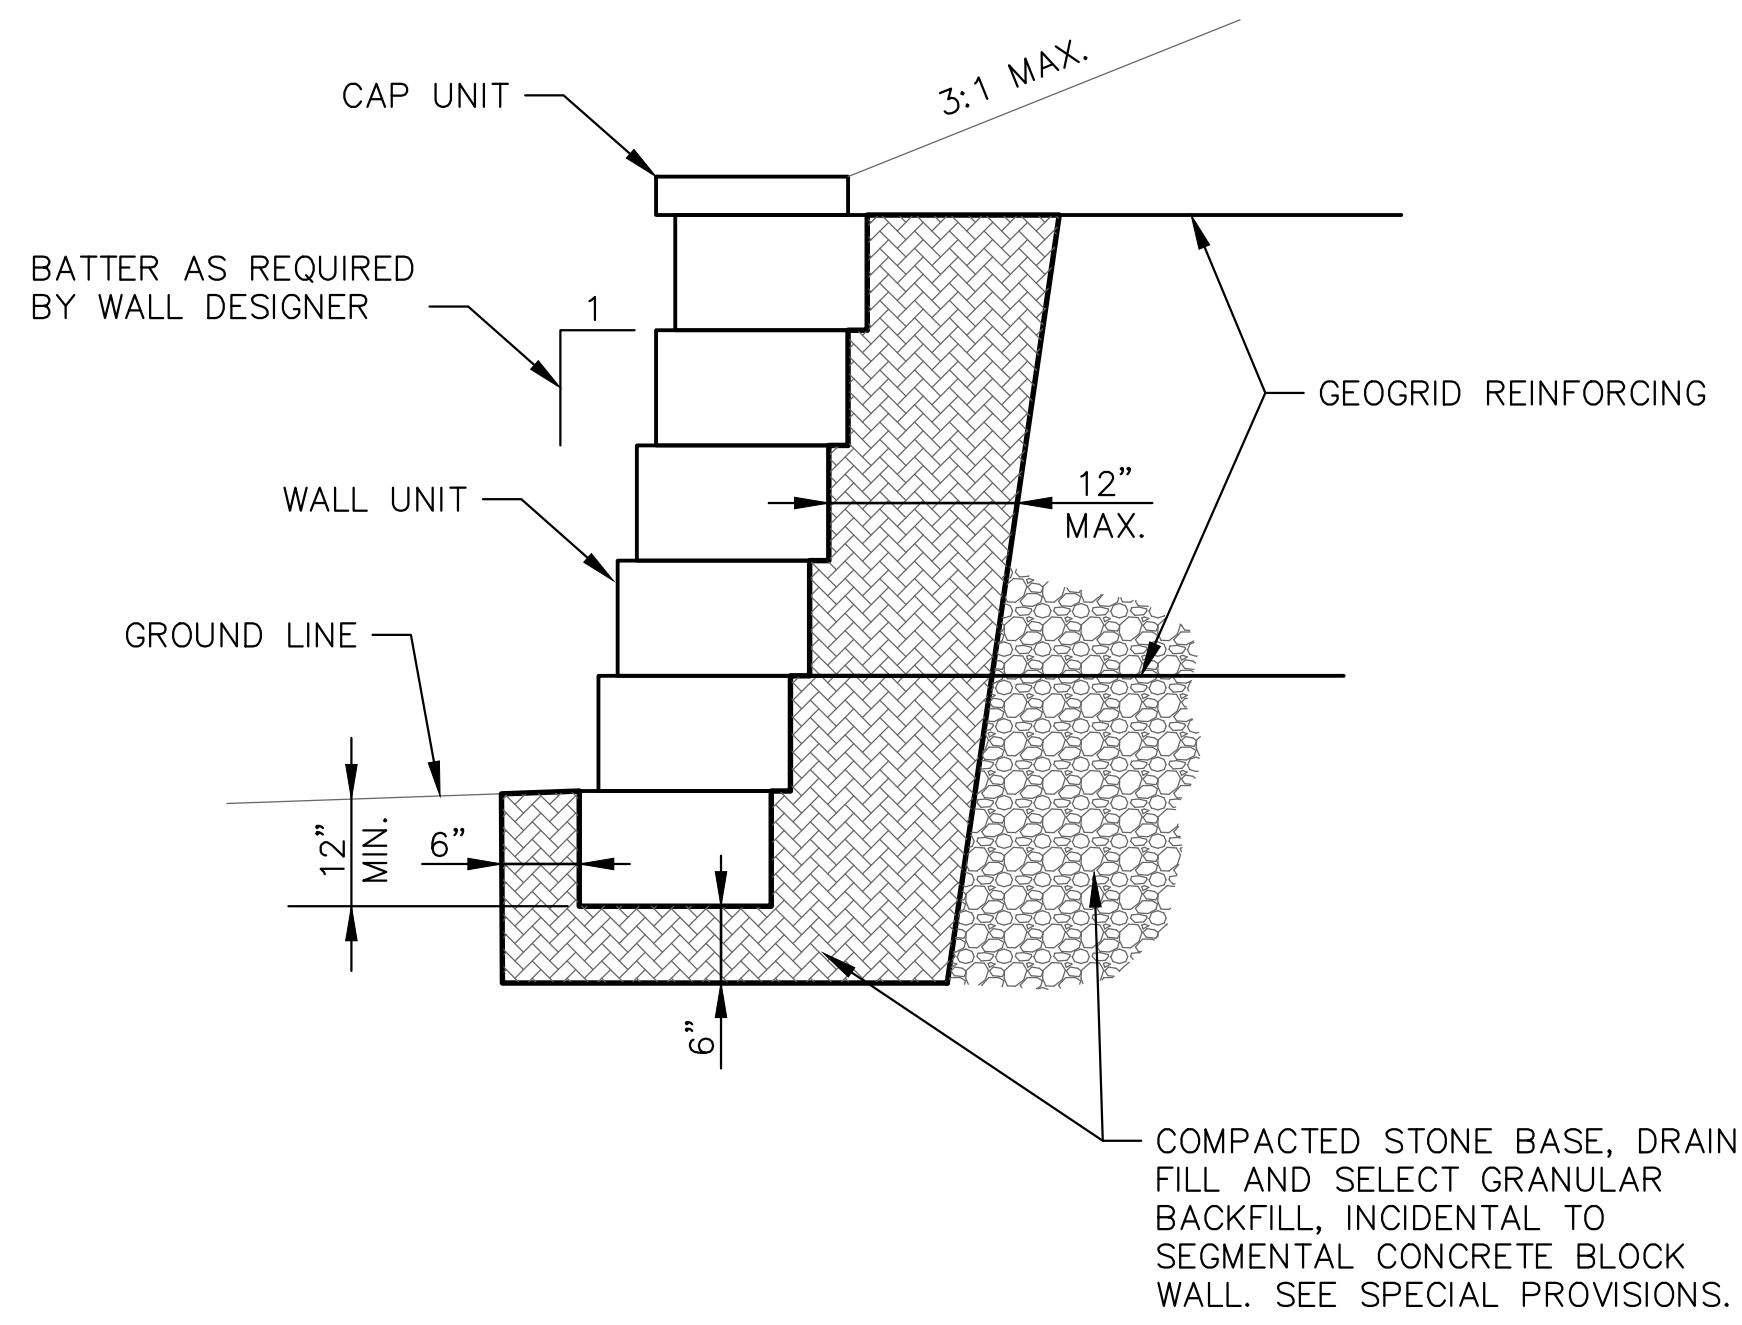 3:1 MAX.
CAP UNIT
BATTER AS REQUIRED
BY WALL DESIGNER
1
GEOGRID REINFORCING
WALL UNIT
12"
MAX.
GROUND LINE
12"
MIN.
6"
6"
COMPACTED STONE BASE, DRAIN
FILL AND SELECT GRANULAR
BACKFILL, INCIDENTAL TO
SEGMENTAL CONCRETE BLOCK
WALL. SEE SPECIAL PROVISIONS.